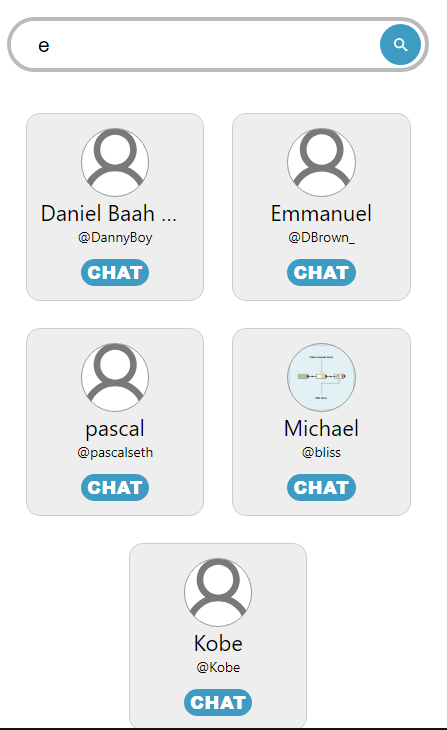 e
Daniel Baah ...
@DannyBoy
CHAT
Emmanuel
@DBrown_
CHAT
pascal
@pascalseth
CHAT
Michael
@bliss
CHAT
Kobe
@Kobe
CHAT